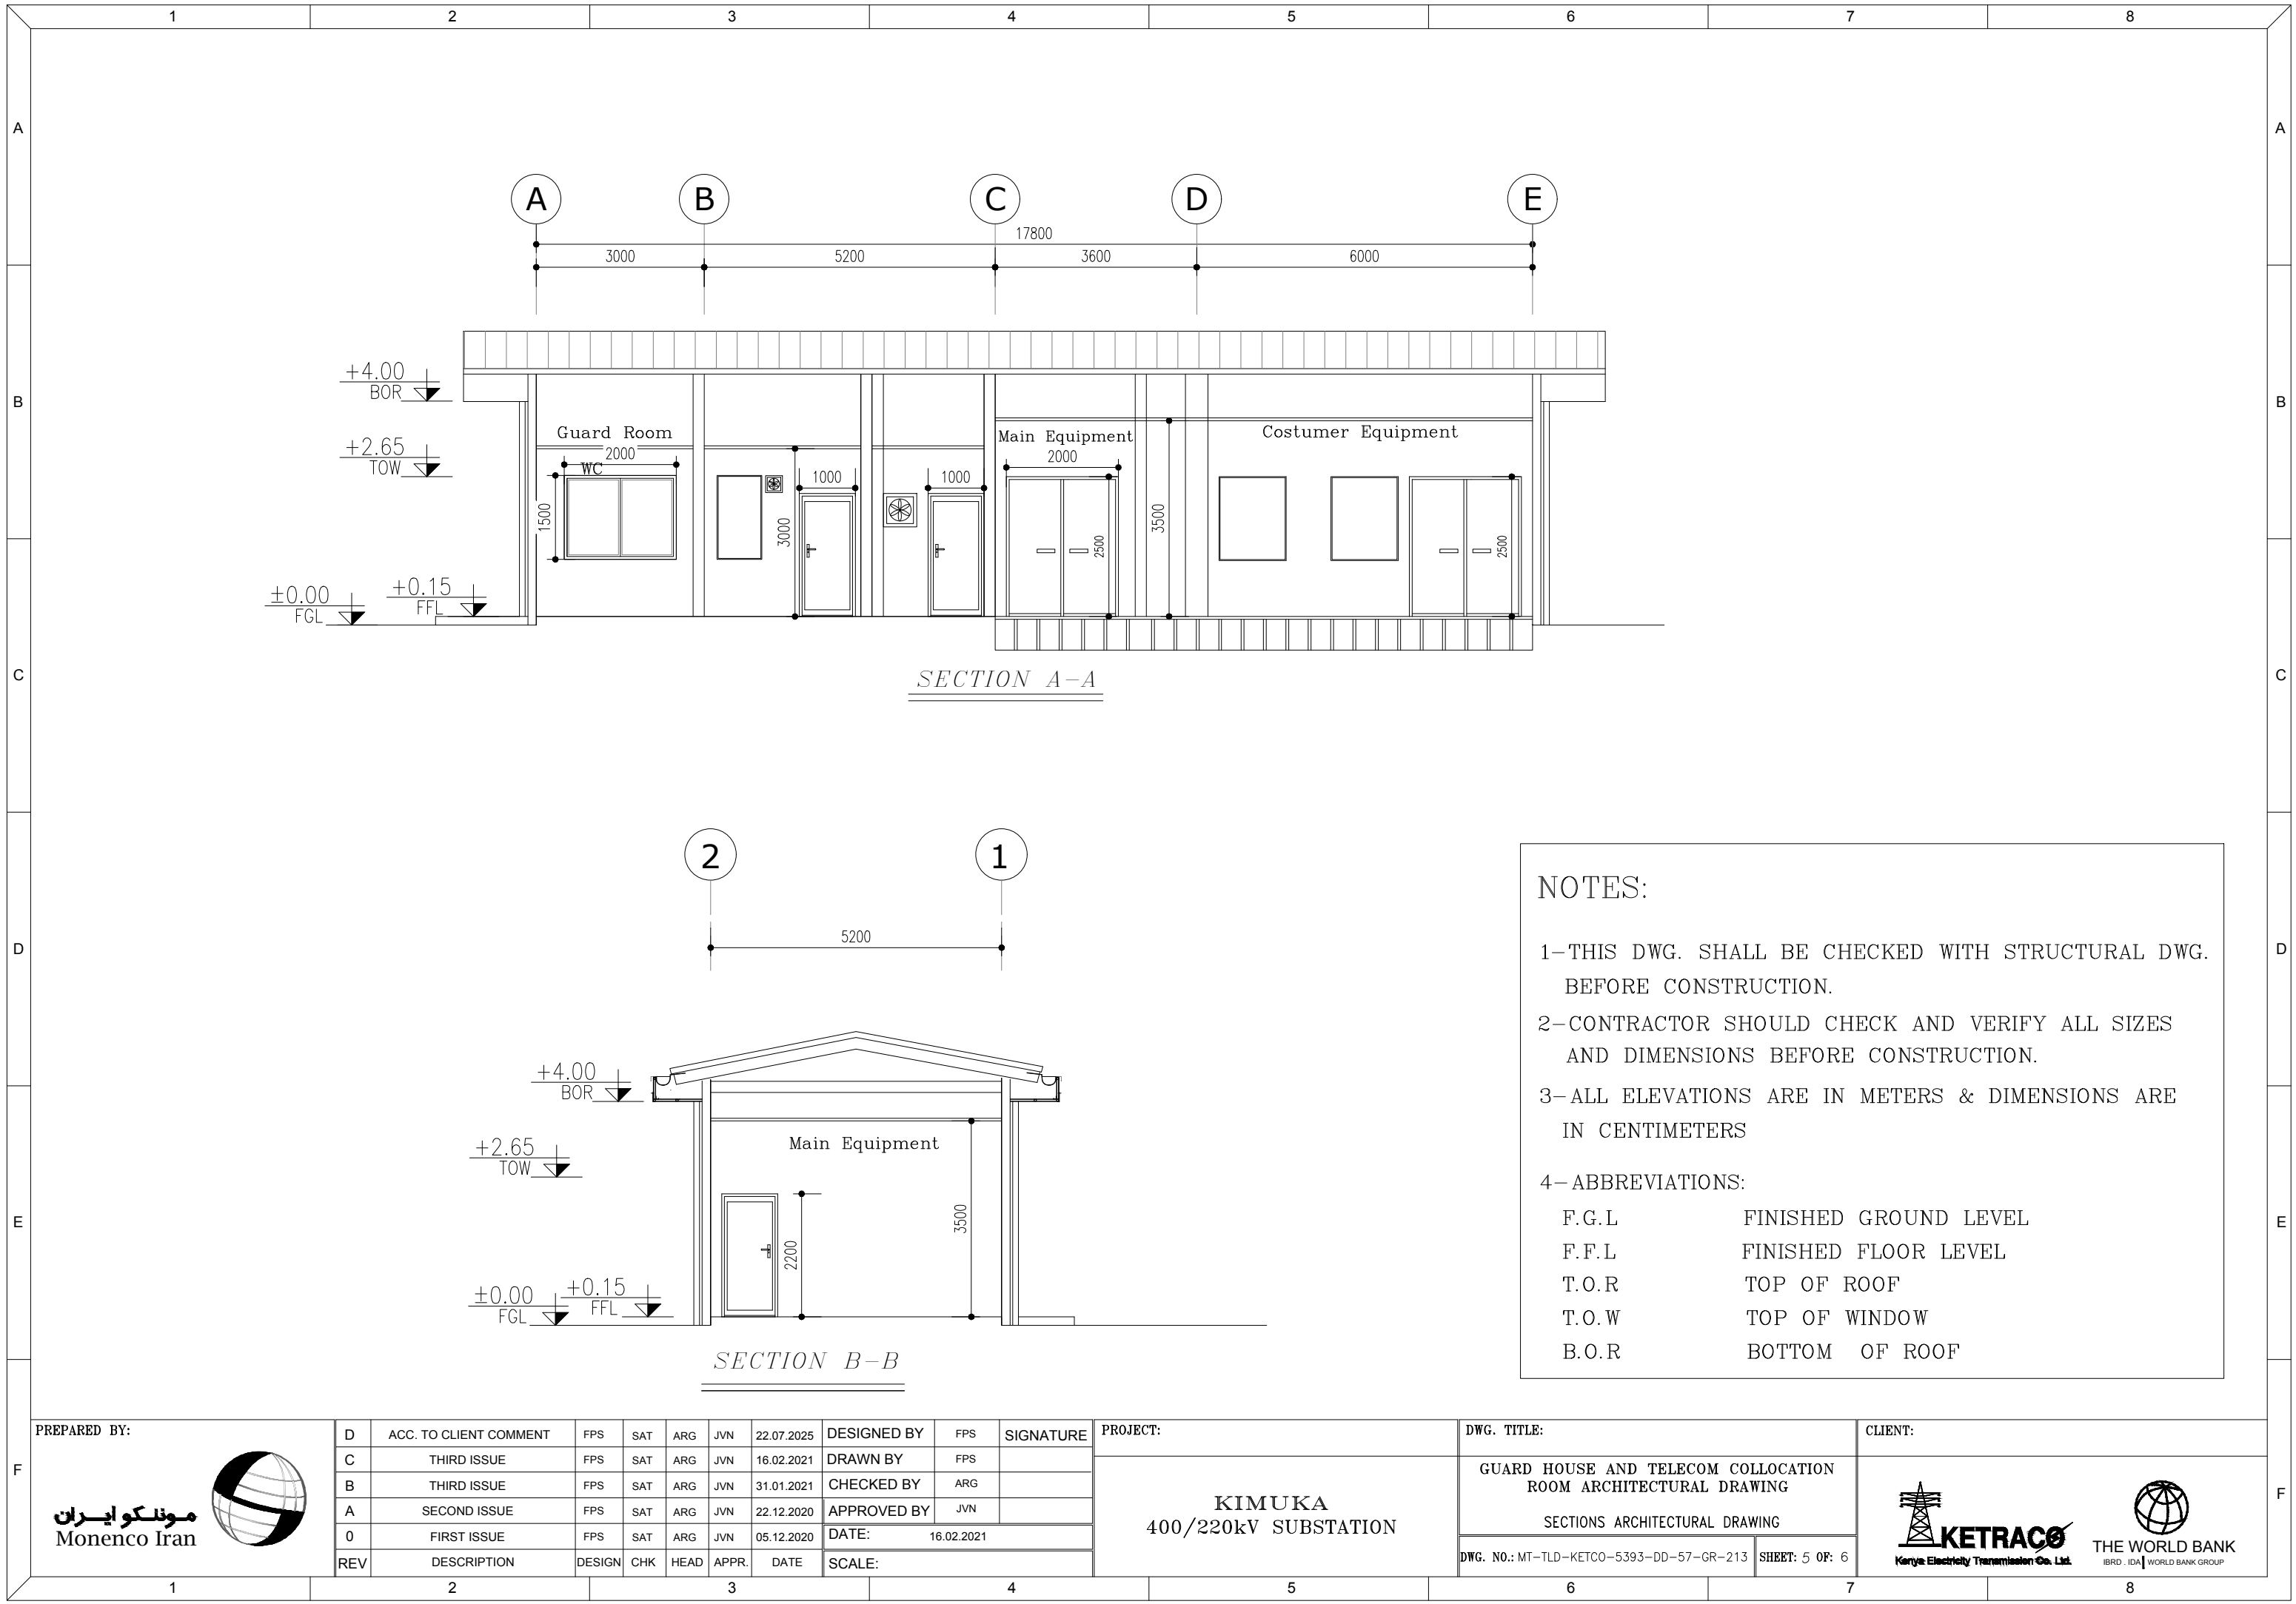 1 2 3 4 5 6 7 8
A A
B B
C C
D D
E E
F F
A B C D E
17800
3000 5200 3600 6000
+4.00
BOR
+2.65
TOW
±0.00
FGL
+0.15
FFL
Guard Room
2000
WC
1500
3000
1000
1000
Main Equipment
2000
2500
3500
Costumer Equipment
2500
SECTION A-A
2 1
5200
+4.00
BOR
+2.65
TOW
±0.00
FGL
+0.15
FFL
Main Equipment
2200
3500
SECTION B-B
NOTES:
1-THIS DWG. SHALL BE CHECKED WITH STRUCTURAL DWG.
BEFORE CONSTRUCTION.
2-CONTRACTOR SHOULD CHECK AND VERIFY ALL SIZES
AND DIMENSIONS BEFORE CONSTRUCTION.
3-ALL ELEVATIONS ARE IN METERS & DIMENSIONS ARE
IN CENTIMETERS
4-ABBREVIATIONS:
F.G.L FINISHED GROUND LEVEL
F.F.L FINISHED FLOOR LEVEL
T.O.R TOP OF ROOF
T.O.W TOP OF WINDOW
B.O.R BOTTOM OF ROOF
PREPARED BY:
موننکو ایران
Monenco Iran
D ACC. TO CLIENT COMMENT FPS SAT ARG JVN 22.07.2025
C THIRD ISSUE FPS SAT ARG JVN 16.02.2021
B THIRD ISSUE FPS SAT ARG JVN 31.01.2021
A SECOND ISSUE FPS SAT ARG JVN 22.12.2020
0 FIRST ISSUE FPS SAT ARG JVN 05.12.2020
REV DESCRIPTION DESIGN CHK HEAD APPR. DATE
DESIGNED BY FPS SIGNATURE
DRAWN BY FPS
CHECKED BY ARG
APPROVED BY JVN
DATE: 16.02.2021
SCALE:
PROJECT:
KIMUKA
400/220kV SUBSTATION
DWG. TITLE:
GUARD HOUSE AND TELECOM COLLOCATION
ROOM ARCHITECTURAL DRAWING
SECTIONS ARCHITECTURAL DRAWING
DWG. NO.: MT-TLD-KETCO-5393-DD-57-GR-213 SHEET: 5 OF: 6
CLIENT:
KETRACO
Kenya Electricity Transmission Co. Ltd.
THE WORLD BANK
IBRD . IDA | WORLD BANK GROUP
1 2 3 4 5 6 7 8